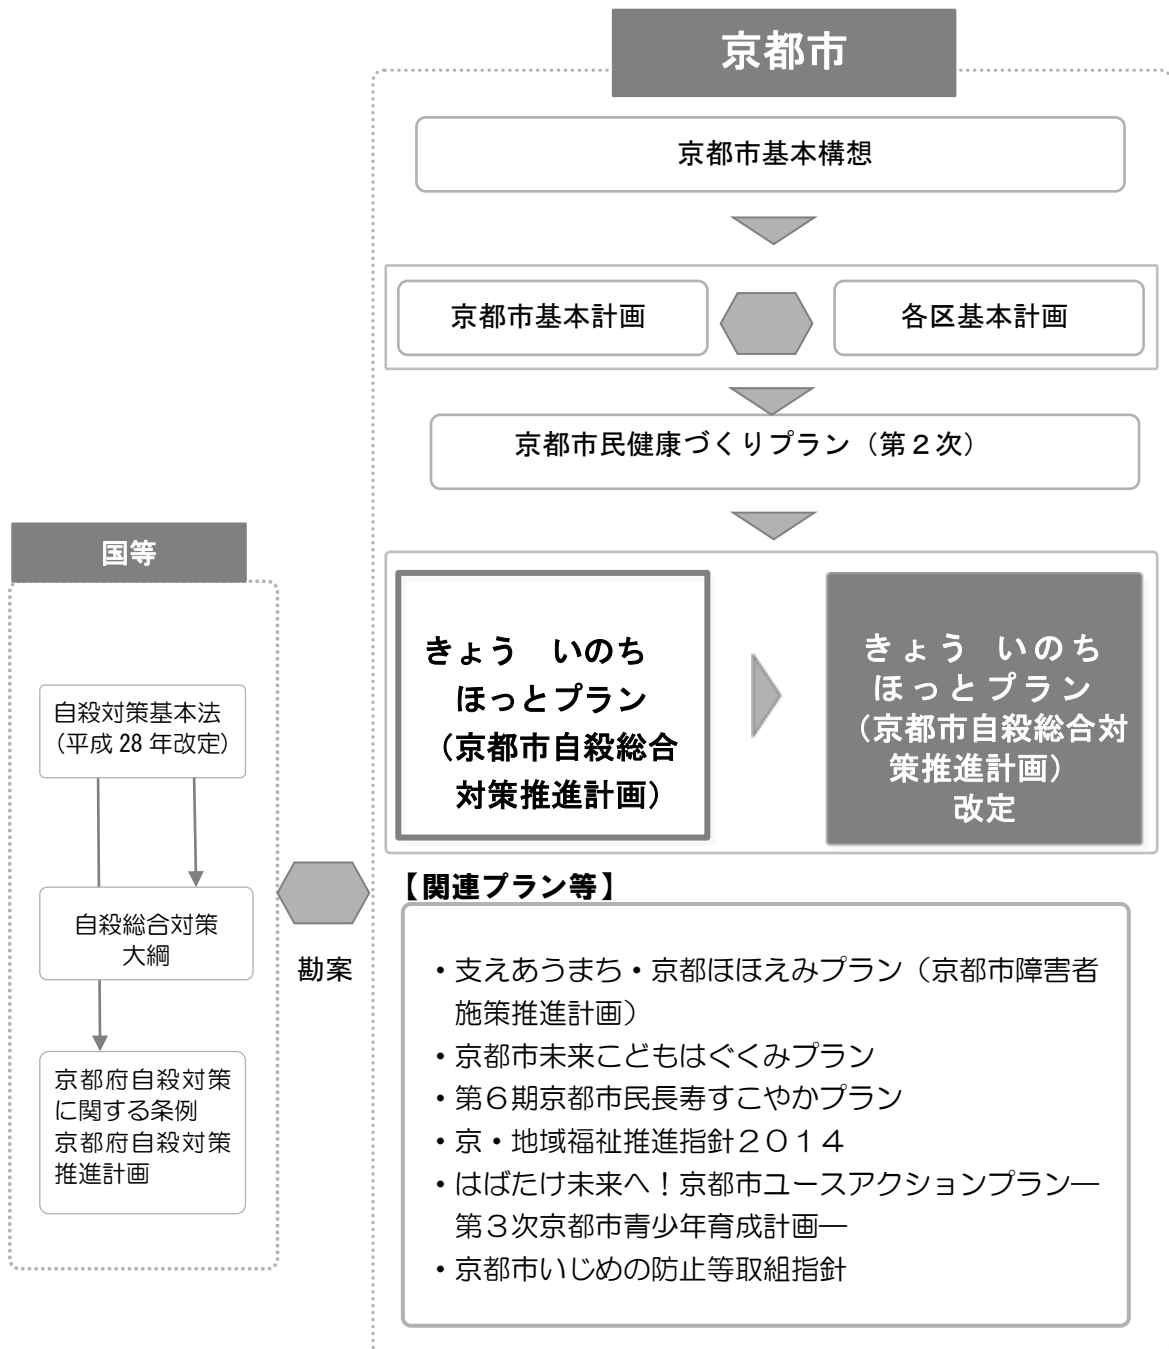 京都市
京都市基本構想
京都市基本計画
各区基本計画
京都市民健康づくりプラン（第２次）
国等
自殺対策基本法
（平成 28 年改定）
自殺総合対策
大綱
京都府自殺対策
に関する条例
京都府自殺対策
推進計画
勘案
きょう　いのち
ほっとプラン
（京都市自殺総合
対策推進計画）
きょう　いのち
ほっとプラン
（京都市自殺総合対
策推進計画）
改定
【関連プラン等】
・支えあうまち・京都ほほえみプラン（京都市障害者
施策推進計画）
・京都市未来こどもはぐくみプラン
・第６期京都市民長寿すこやかプラン
・京・地域福祉推進指針２０１４
・はばたけ未来へ！京都市ユースアクションプラン―
第３次京都市青少年育成計画―
・京都市いじめの防止等取組指針